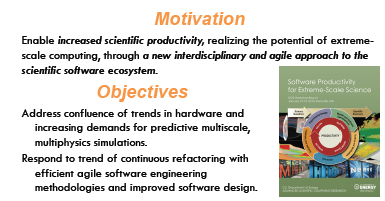 Motivation
Enable increased scientific productivity, realizing the potential of extreme-
scale computing, through a new interdisciplinary and agile approach to the
scientific software ecosystem.
Objectives
Address confluence of trends in hardware and
increasing demands for predictive multiscale,
multiphysics simulations.
Respond to trend of continuous refactoring with
efficient agile software engineering
methodologies and improved software design.
Software Productivity
for Extreme-Scale Science
PRODUCTIVITY
ENERGY